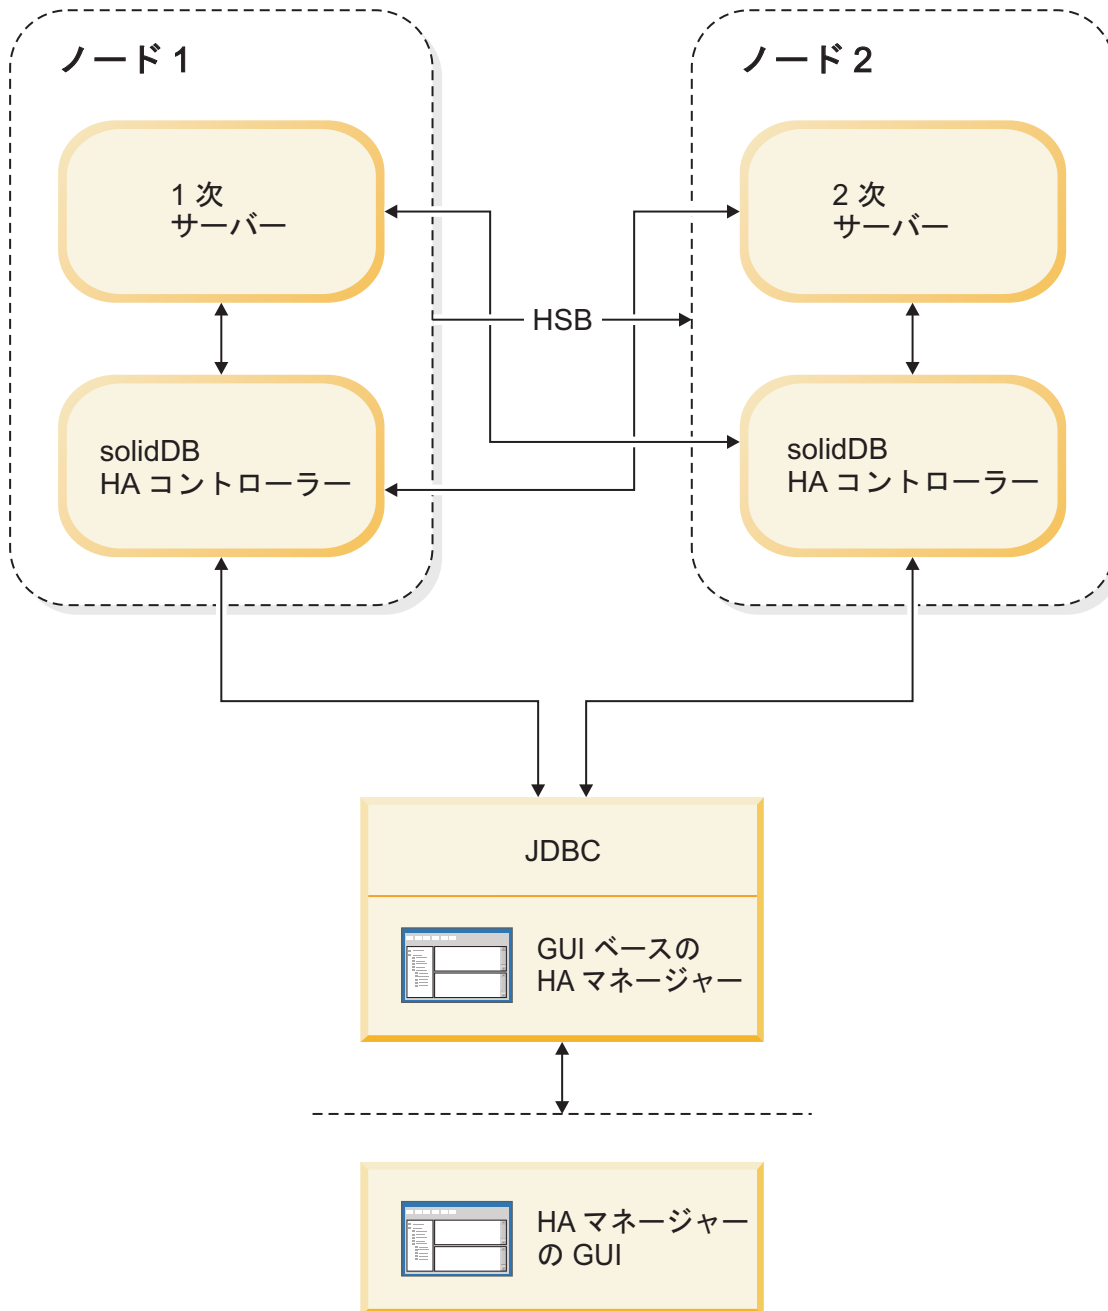 ノード 1
ノード 2
1 次
サーバー
2 次
サーバー
HSB
solidDB
HA コントローラー
solidDB
HA コントローラー
JDBC
GUI ベースの
HA マネージャー
HA マネージャー
の GUI